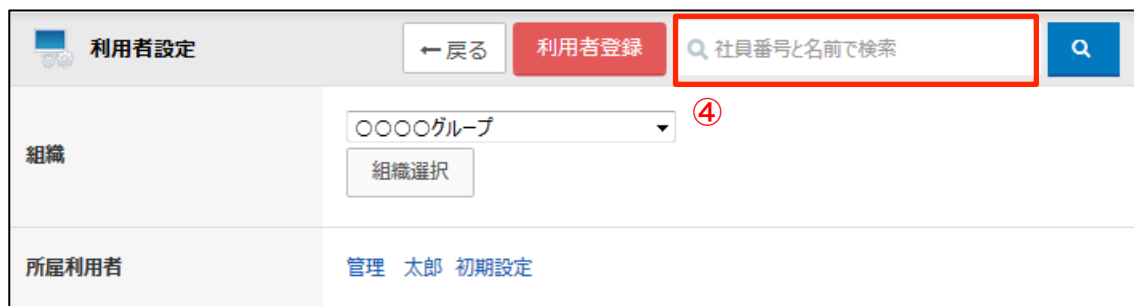 利用者設定
←戻る
利用者登録
社員番号と名前で検索
④
組織
○○○○グループ
組織選択
所属利用者
管理 太郎 初期設定